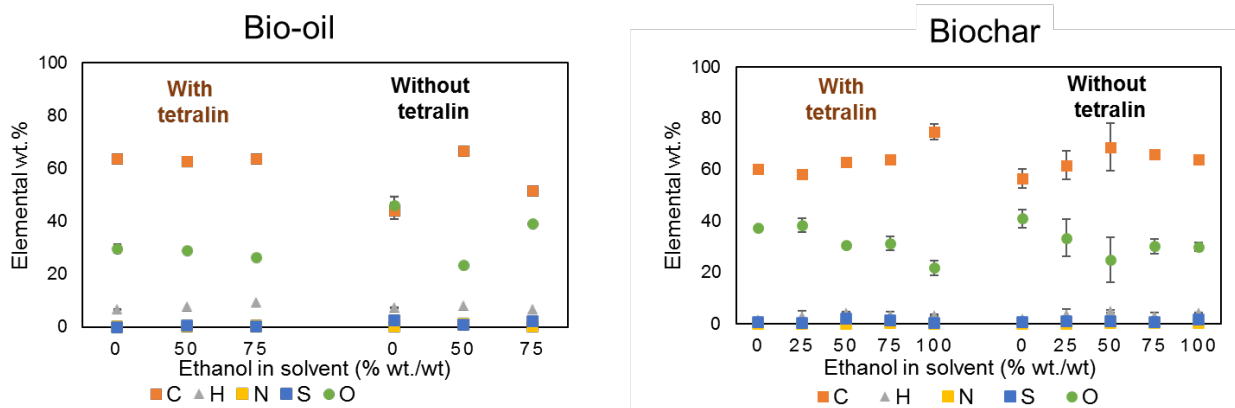 Bio-oil
100
80
60
40
20
0
Elemental wt.%
With
tetralin
Without
tetralin
0 50 75 0 50 75
Ethanol in solvent (% wt./wt)
C H N S O
Biochar
100
80
60
40
20
0
Elemental wt.%
With
tetralin
Without
tetralin
0 25 50 75 100 0 25 50 75 100
Ethanol in solvent (% wt./wt)
C H N S O